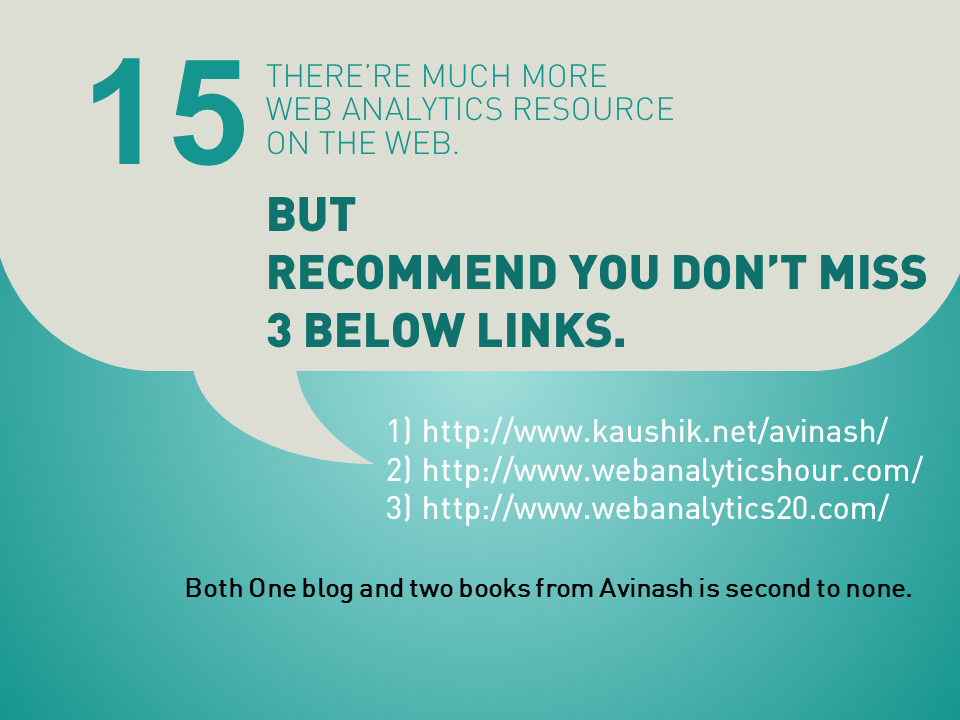 15
THERE'RE MUCH MORE
WEB ANALYTICS RESOURCE
ON THE WEB.
BUT
RECOMMEND YOU DON'T MISS
3 BELOW LINKS.
1) http://www.kaushik.net/avinash/
2) http://www.webanalyticshour.com/
3) http://www.webanalytics20.com/
Both One blog and two books from Avinash is second to none.